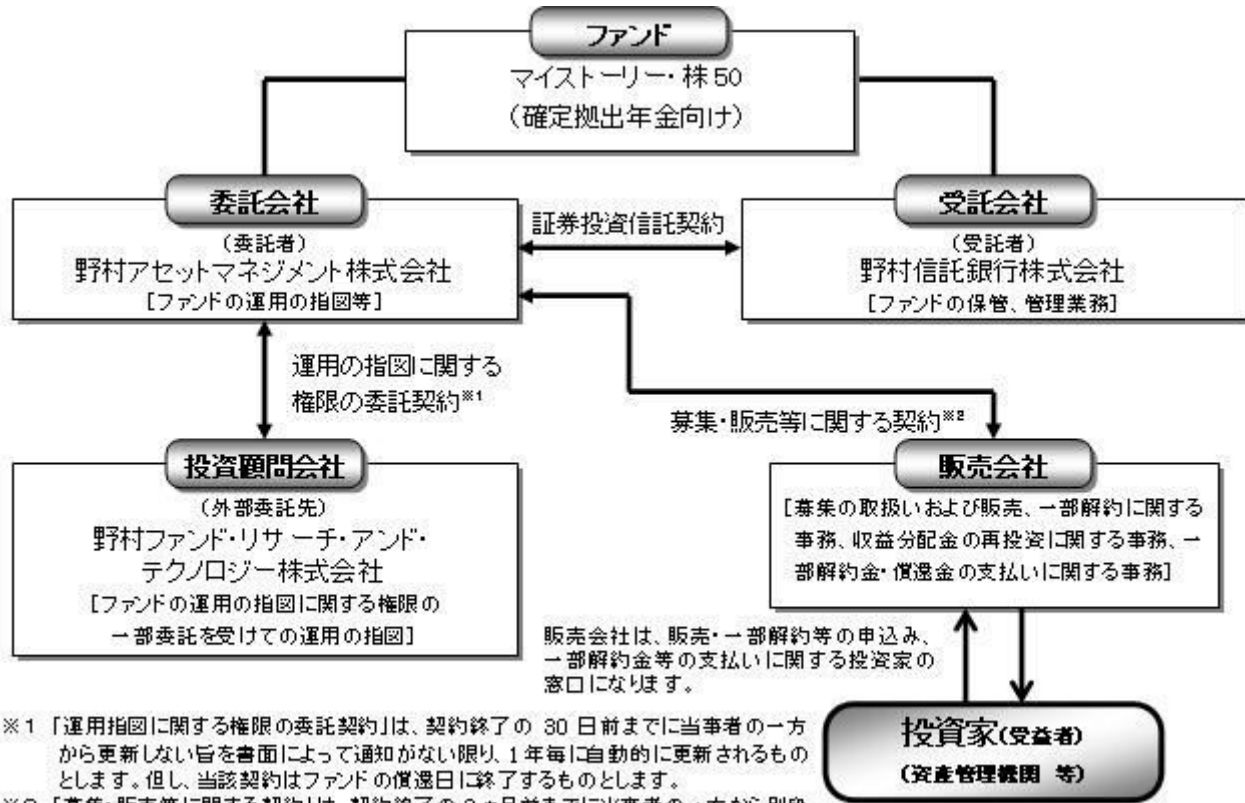 ファンド
マイストーリー・株50
(確定拠出年金向け)
委託会社
(委託者)
野村アセットマネジメント株式会社
[ファンドの運用の指図等]
証券投資信託契約
受託会社
(受託者)
野村信託銀行株式会社
[ファンドの保管、管理業務]
運用の指図に関する
権限の委託契約※1
募集・販売等に関する契約※2
投資顧問会社
(外部委託先)
野村ファンド・リサーチ・アンド・
テクノロジー株式会社
[ファンドの運用の指図に関する権限の
一部委託を受けての運用の指図]
販売会社
[募集の取扱いおよび販売、一部解約に関する
事務、収益分配金の再投資に関する事務、一
部解約金・償還金の支払いに関する事務]
販売会社は、販売・一部解約等の申込み、
一部解約金等の支払いに関する投資家の
窓口になります。
投資家(受益者)
(資産管理機関 等)
※1 「運用指図に関する権限の委託契約」は、契約終了の 30 日前までに当事者の一方
から更新しない旨を書面によって通知がない限り、1年毎に自動的に更新されるもの
とします。但し、当該契約はファンドの償還日に終了するものとします。